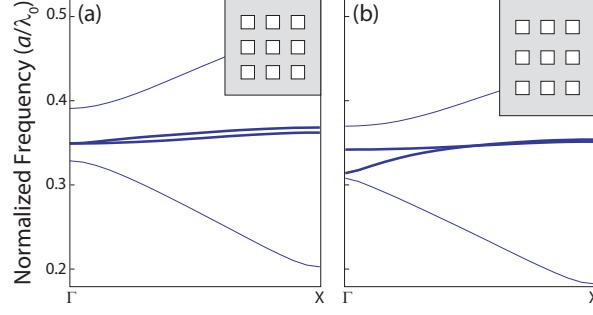 Normalized Frequency (a/λ0)
0.5
0.4
0.3
0.2
(a)
(b)
Γ
X
Γ
X